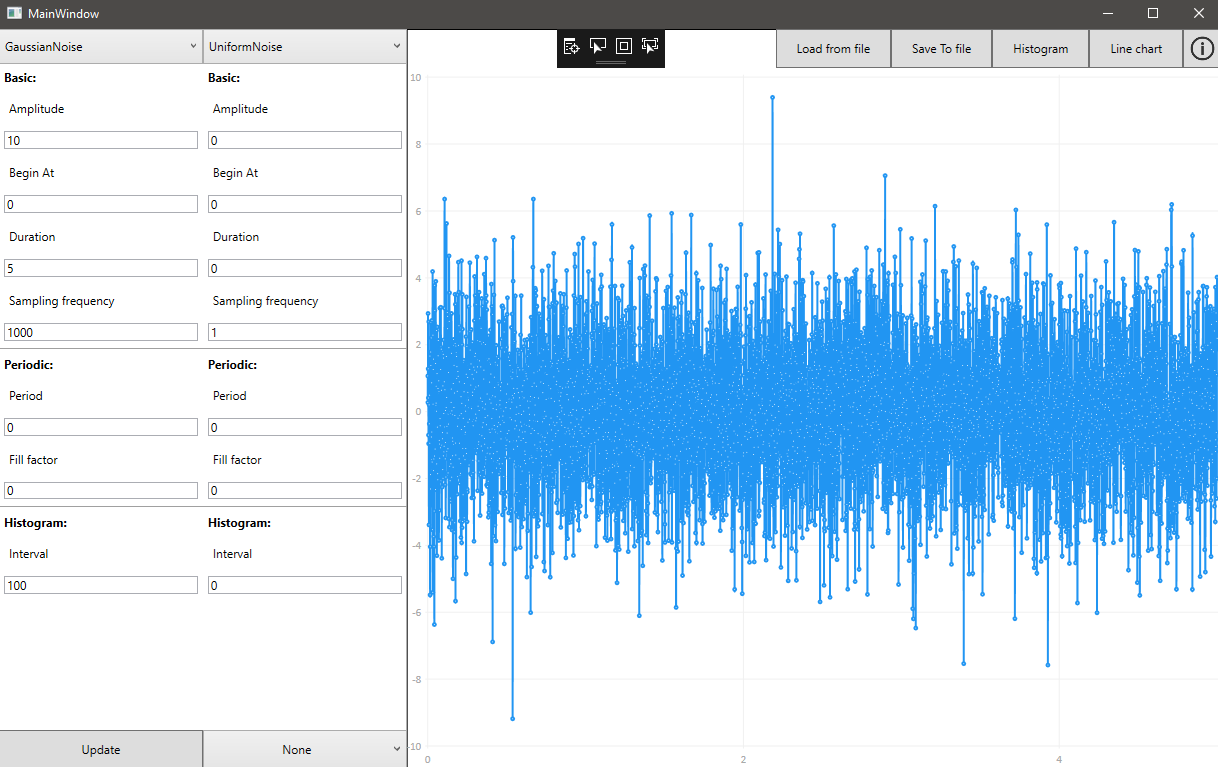 MainWindow
GaussianNoise UniformNoise Load from file Save To file Histogram Line chart
Basic: Basic:
Amplitude Amplitude
10 0
Begin At Begin At
0 0
Duration Duration
5 0
Sampling frequency Sampling frequency
1000 1
Periodic: Periodic:
Period Period
0 0
Fill factor Fill factor
0 0
Histogram: Histogram:
Interval Interval
100 0
Update None
10
8
6
4
2
0
-2
-4
-6
-8
-10
0 2 4